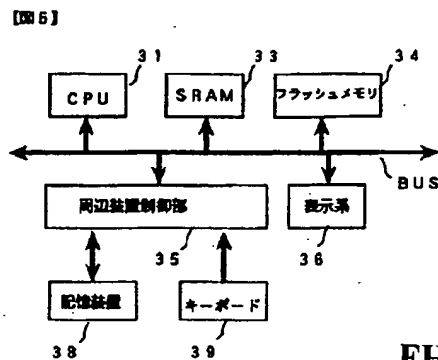 【図5】
31
33
34
CPU
SRAM
フラッシュメモリ
BUS
周辺装置制御部
表示系
35
36
記憶装置
キーボード
38
39